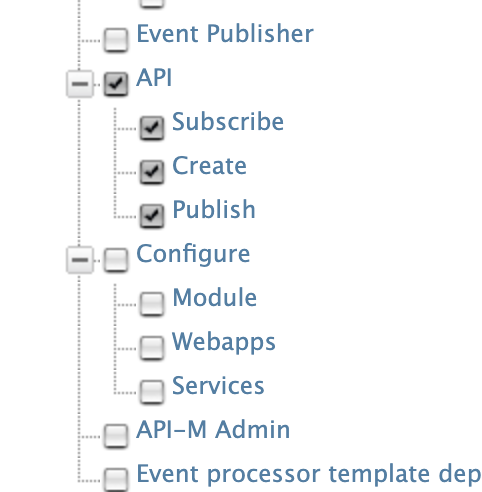 Event Publisher
API
Subscribe
Create
Publish
Configure
Module
Webapps
Services
API-M Admin
Event processor template dep